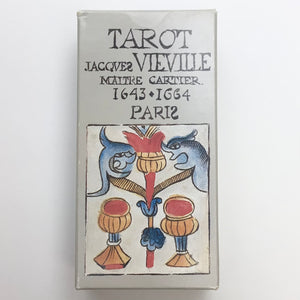 TAROT
JACQUES VIEVILLE
MAITRE CARTIER
1643 • 1664
PARIS